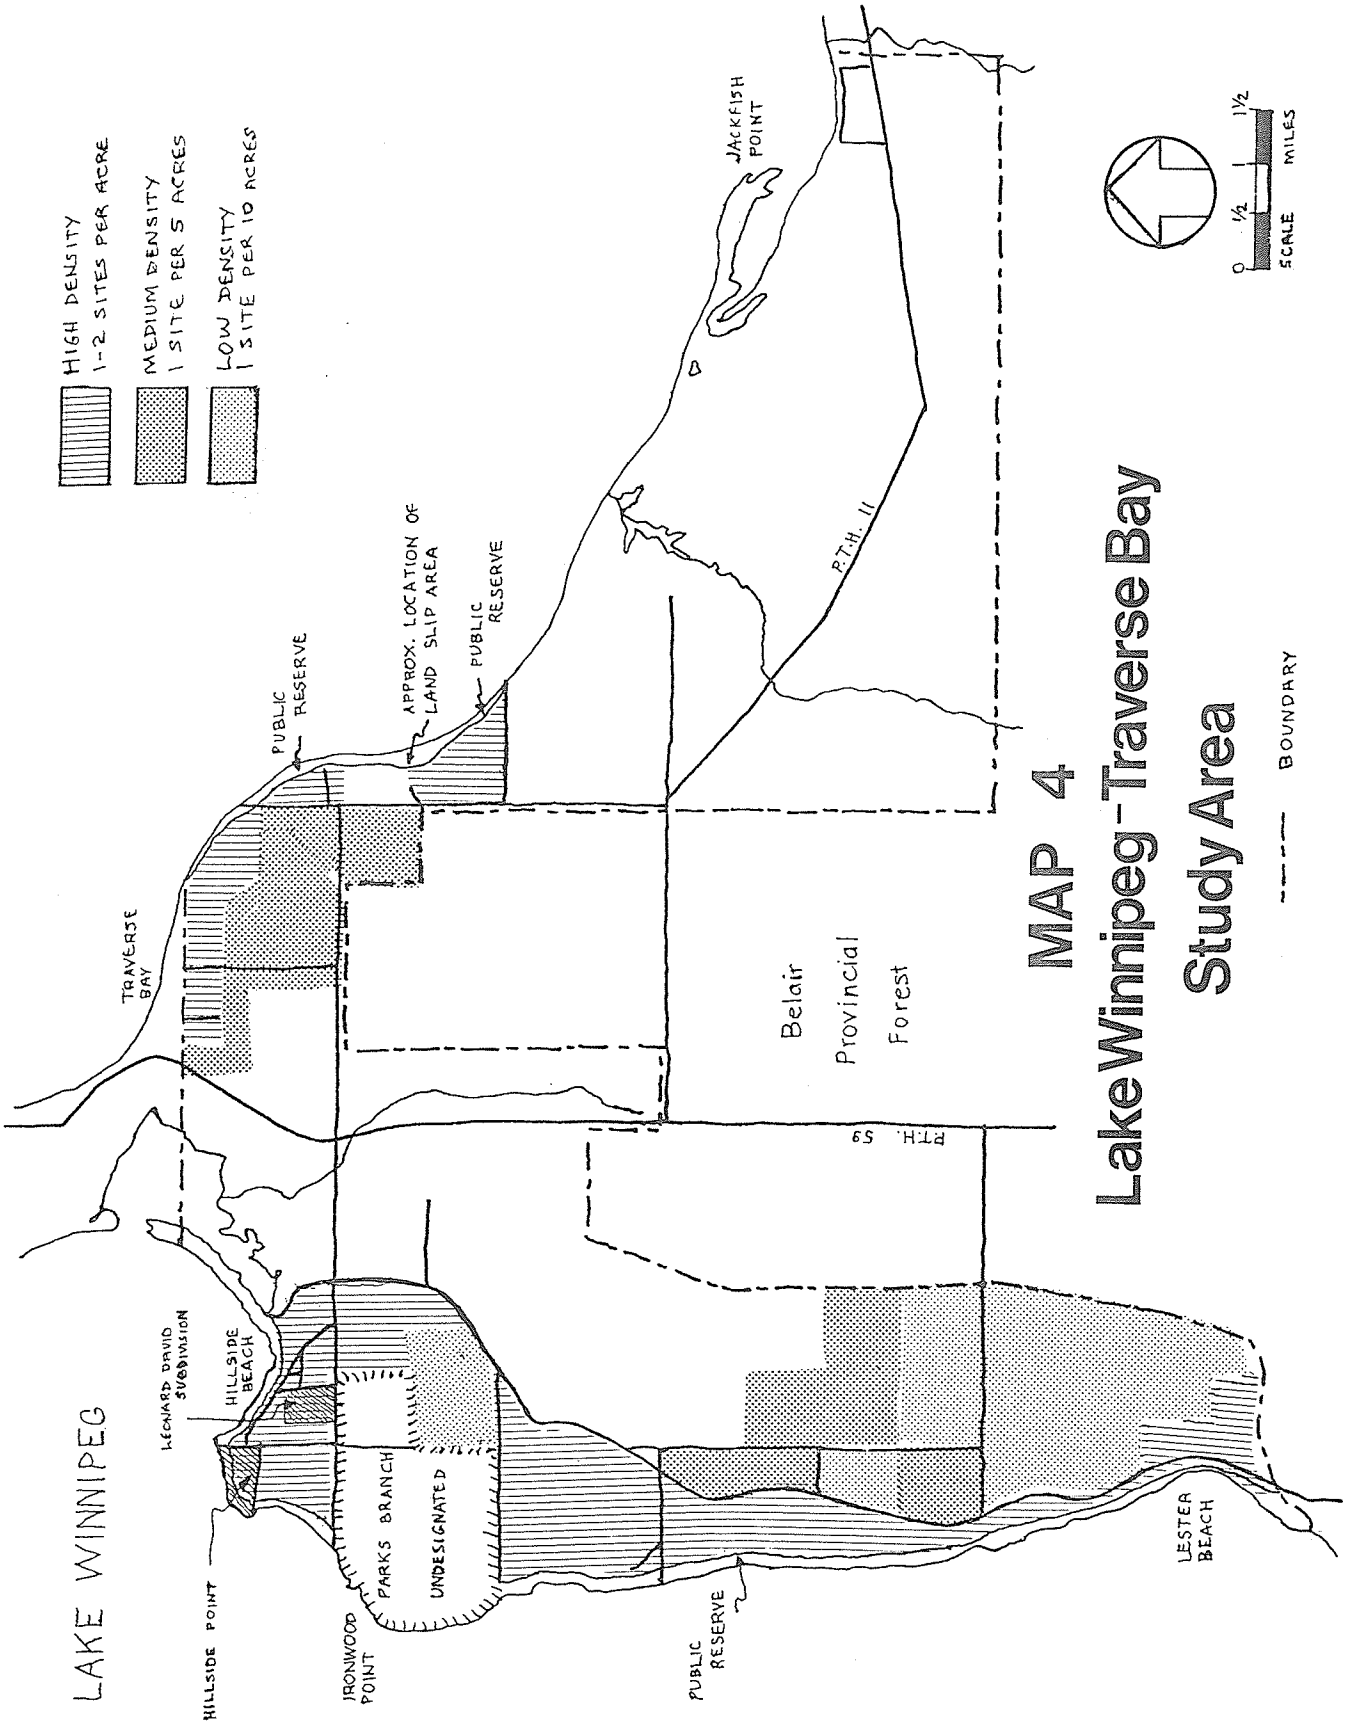 LAKE WINNIPEG
HIGH DENSITY
1-2 SITES PER ACRE
MEDIUM DENSITY
1 SITE PER 5 ACRES
LOW DENSITY
1 SITE PER 10 ACRES
HILLSIDE POINT
LEONARD DAVID
SUBDIVISION
HILLSIDE
BEACH
TRAVERSE
BAY
PUBLIC
RESERVE
APPROX. LOCATION OF
LAND SLIP AREA
PUBLIC
RESERVE
JACKFISH
POINT
IRONWOOD
POINT
PARKS BRANCH
UNDESIGNATED
PUBLIC
RESERVE
P.T.H. 59
P.T.H. 11
Belair
Provincial
Forest
LESTER
BEACH
MAP 4
Lake Winnipeg-Traverse Bay
Study Area
BOUNDARY
0 1/2 1 1 1/2
SCALE MILES